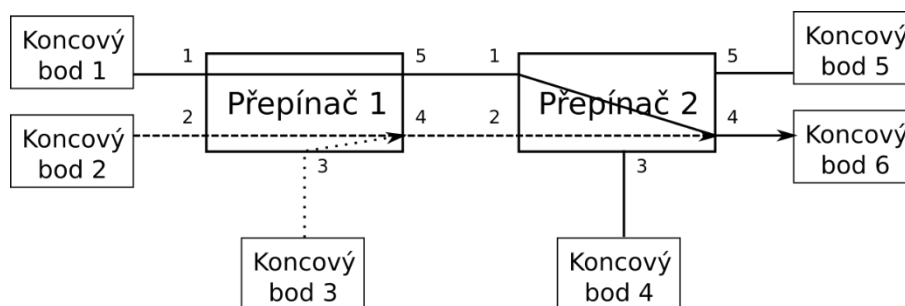 Koncový
bod 1
1
Přepínač 1
5
1
Přepínač 2
5
Koncový
bod 5
Koncový
bod 2
2
3
4
2
3
4
Koncový
bod 6
Koncový
bod 3
Koncový
bod 4